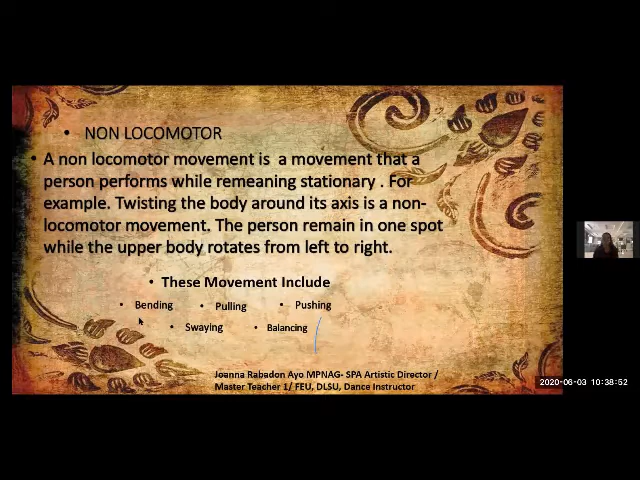 • NON LOCOMOTOR
• A non locomotor movement is a movement that a
person performs while remeaning stationary . For
example. Twisting the body around its axis is a non-
locomotor movement. The person remain in one spot
while the upper body rotates from left to right.
• These Movement Include
• Bending • Pulling • Pushing
• Swaying • Balancing
Joanna Rabadon Ayo MPNAG- SPA Artistic Director /
Master Teacher 1/ FEU, DLSU, Dance Instructor
2020-06-03 10:38:52